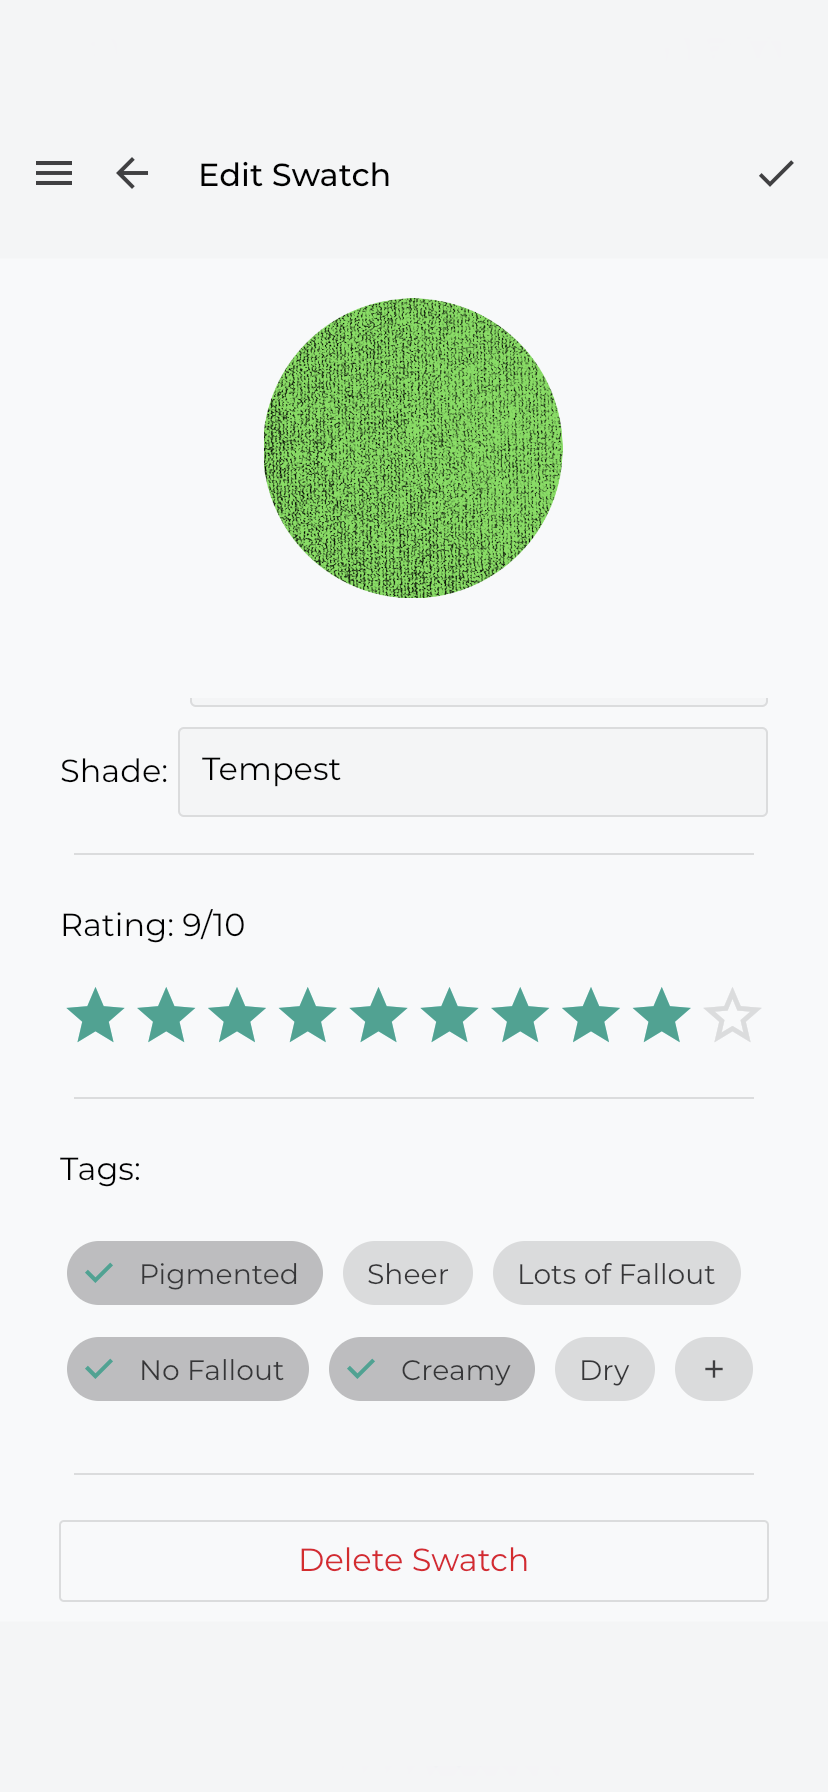 Edit Swatch
Shade: Tempest
Rating: 9/10
Tags:
Pigmented Sheer Lots of Fallout
No Fallout Creamy Dry +
Delete Swatch